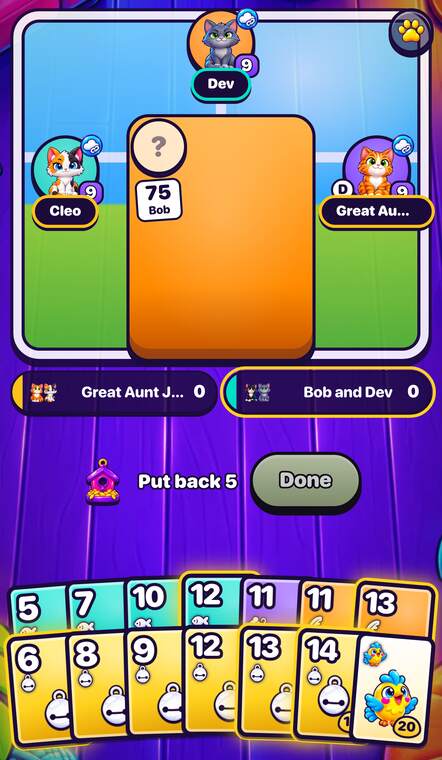 9
Dev
?
75
Bob
9
Cleo
D
9
Great Au...
Great Aunt J... 0
Bob and Dev 0
Put back 5
Done
5 7 10 12 11 11 13
6 8 9 12 13 14
20